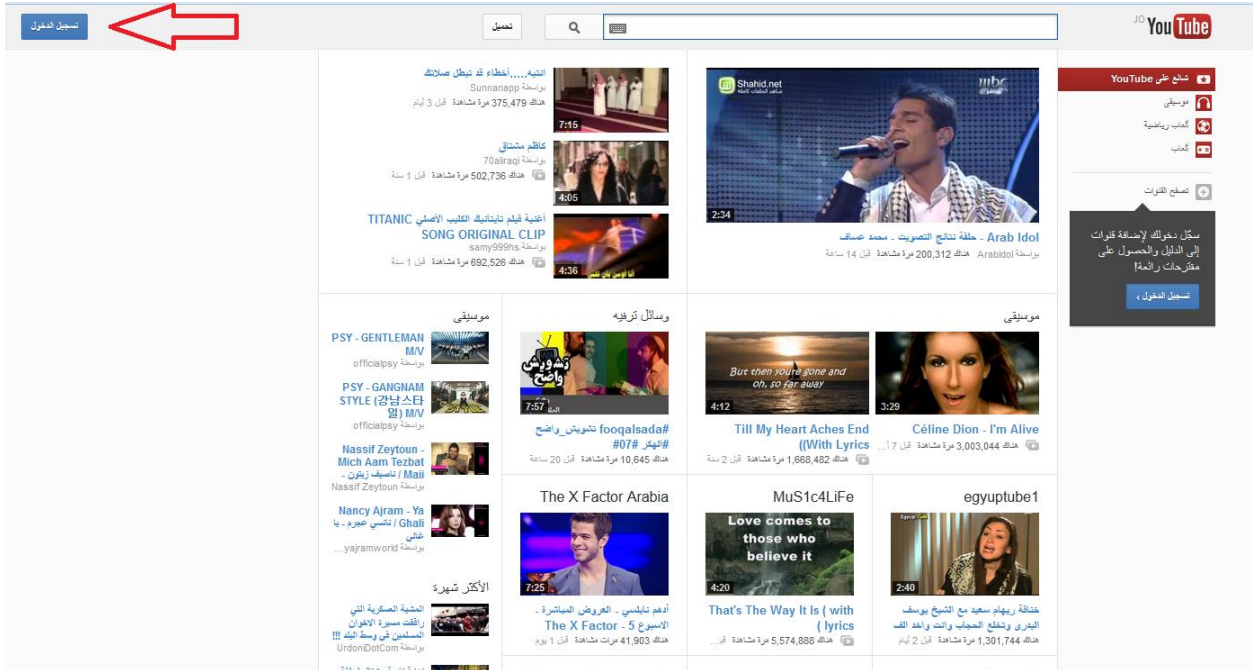 YouTube JO
تحميل
تسجيل الدخول
شائع على YouTube
موسيقى
ألعاب رياضية
ألعاب
تصفح القنوات
سجّل دخولك لإضافة قنوات
إلى الدليل والحصول على
مقترحات رائعة!
تسجيل الدخول ›
Shahid.net
mbc
2:34
Arab Idol - حلقة نتائج التصويت - محمد عساف
بواسطة ArabIdol هناك 200,312 مرة مشاهدة قبل 14 ساعة
انتبه.....أخطاء قد تبطل صلاتك
بواسطة Sunnanapp
هناك 375,479 مرة مشاهدة قبل 3 أيام
7:15
كاظم مشتاق
بواسطة 70aliraqi
هناك 502,736 مرة مشاهدة قبل 1 سنة
4:05
أغنية فيلم تايتانيك الكليب الأصلي TITANIC
SONG ORIGINAL CLIP
بواسطة samy999hs
هناك 692,526 مرة مشاهدة قبل 1 سنة
4:36
موسيقى
3:29
Céline Dion - I'm Alive
هناك 3,003,044 مرة مشاهدة قبل 7 أ...
But then youre gone and
oh, so far away
4:12
Till My Heart Aches End
((With Lyrics
هناك 1,668,482 مرة مشاهدة قبل 2 سنة
وسائل ترفيه
تشويش
واضح
7:57
#fooqalsada تشويش_واضح
#الهكر #07
هناك 10,645 مرة مشاهدة قبل 20 ساعة
موسيقى
PSY - GENTLEMAN
M/V
بواسطة officialpsy
PSY - GANGNAM
STYLE (강남스타
일) M/V
بواسطة officialpsy
Nassif Zeytoun -
Mich Aam Tezbat
Maii / ناصيف زيتون -
بواسطة Nassif Zeytoun
Nancy Ajram - Ya
Ghali / نانسي عجرم - يا
غالي
بواسطة yajramworld...
egyuptube1
2:40
خناقة ريهام سعيد مع الشيخ يوسف
البدرى وتخلع الحجاب وانت واخد الف
هناك 1,301,744 مرة مشاهدة قبل 2 أيام
MuS1c4LiFe
Love comes to
those who
believe it
4:20
That's The Way It Is ( with
( lyrics
هناك 5,574,888 مرة مشاهدة قبـ...
The X Factor Arabia
7:25
أدهم نابلسي - العروض المباشرة -
الاسبوع 5 - The X Factor
هناك 41,903 مرات مشاهدة قبل 1 يوم
الأكثر شهرة
المشية العسكرية التي
رافقت مسيرة الاخوان
المسلمين في وسط البلد !!!
بواسطة UrdoniDotCom